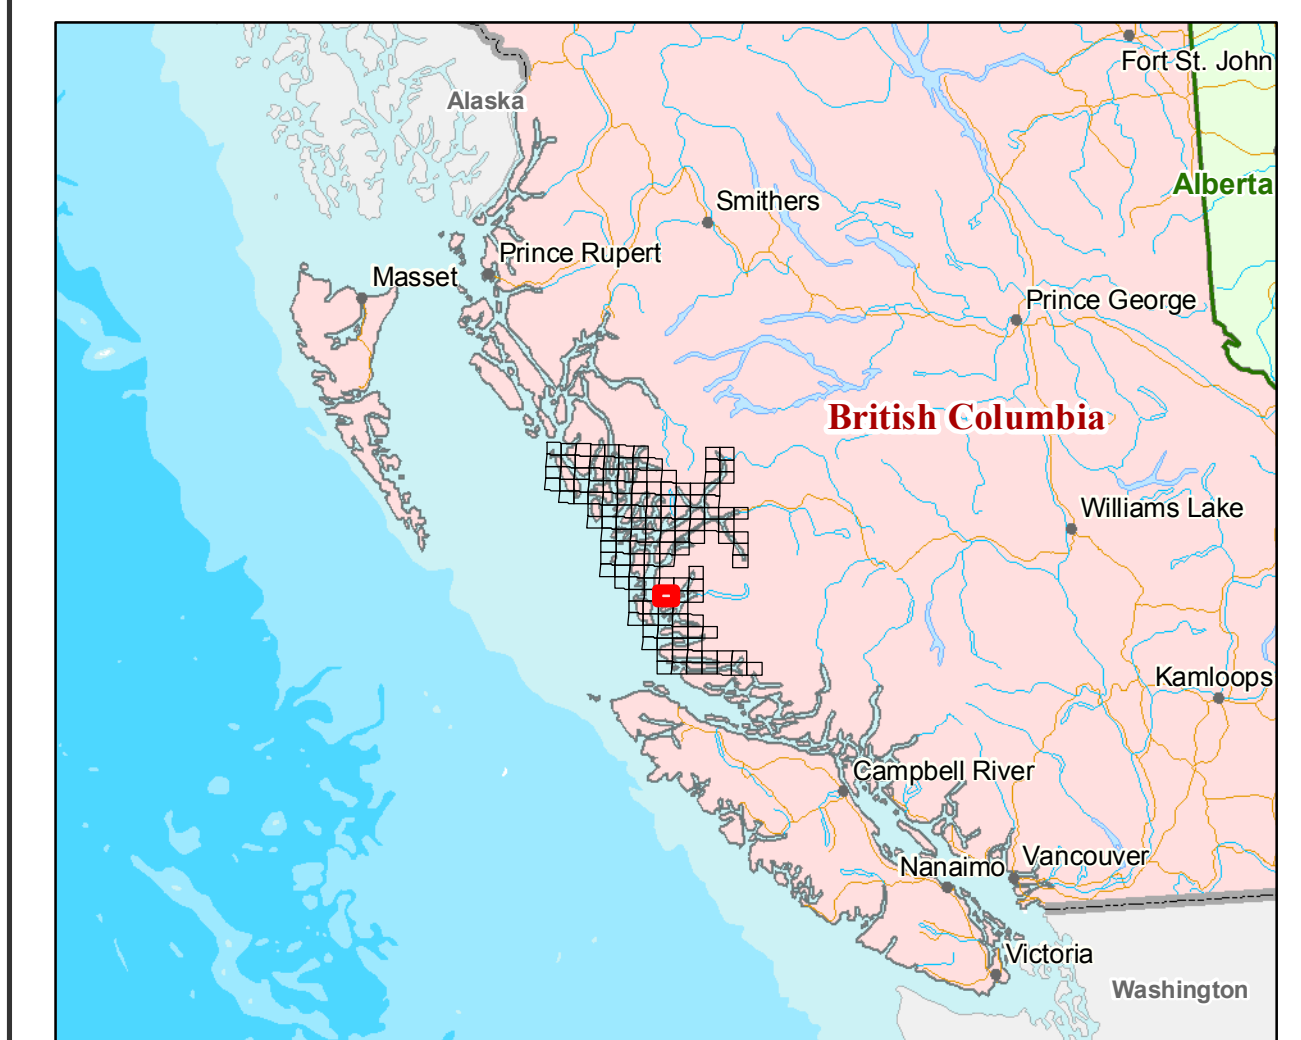 Fort St. John
Alaska
Alberta
Smithers
Prince Rupert
Masset
Prince George
British Columbia
Williams Lake
Kamloops
Campbell River
Vancouver
Nanaimo
Victoria
Washington